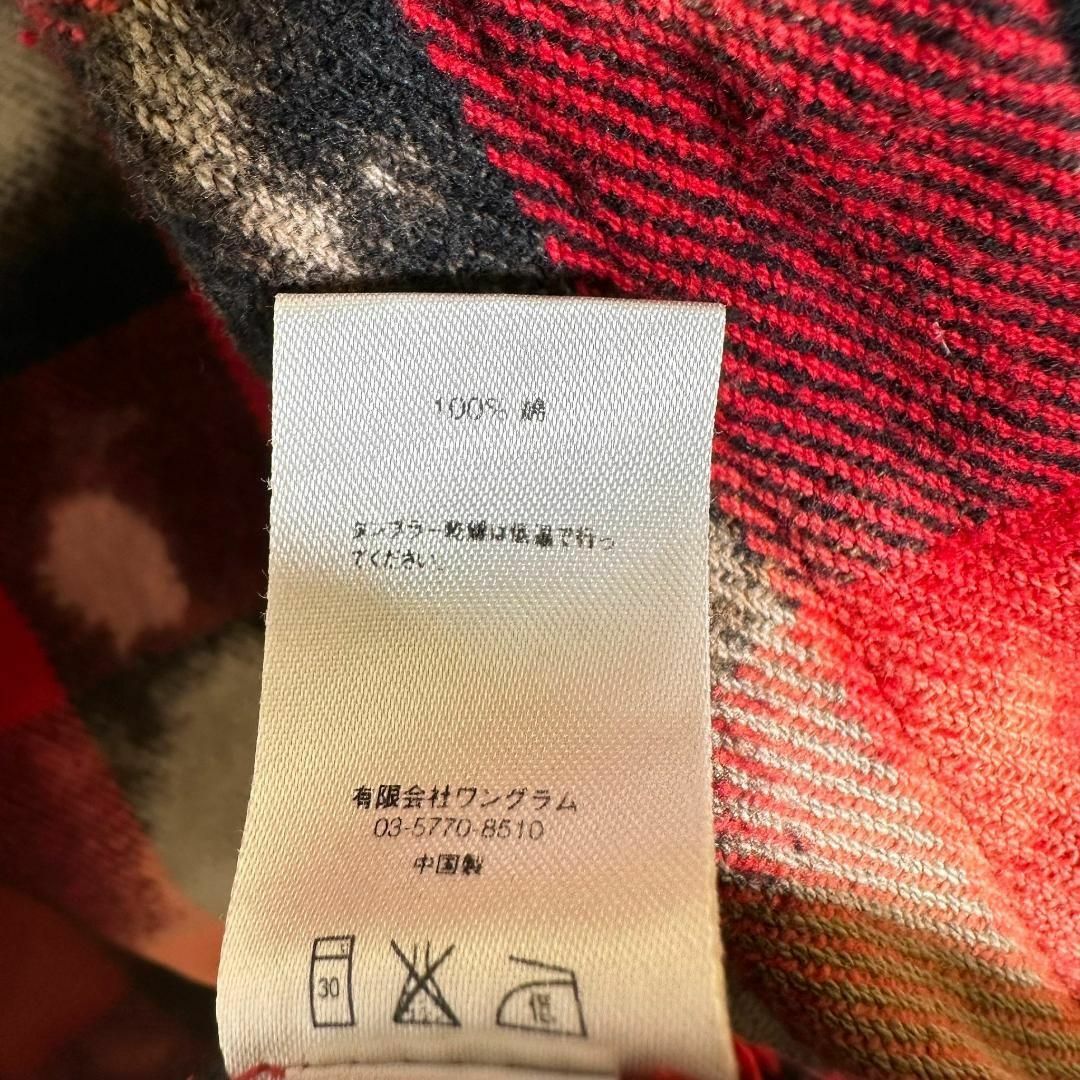 100% 綿
タンブラー乾燥は低温で行っ
てください。
有限会社ワングラム
03-5770-8510
中国製
30
低